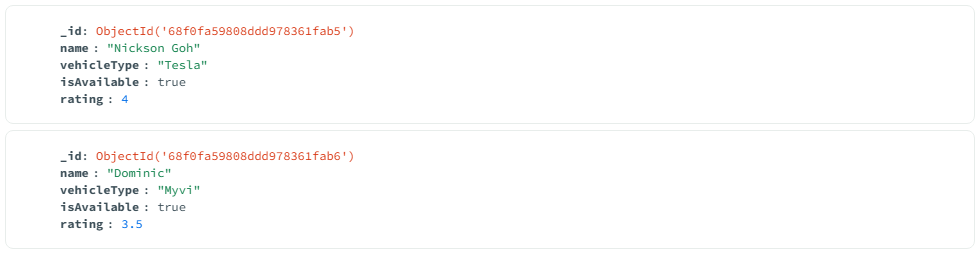 _id: ObjectId('68f0fa59808ddd978361fab5')
name : "Nickson Goh"
vehicleType : "Tesla"
isAvailable : true
rating : 4
_id: ObjectId('68f0fa59808ddd978361fab6')
name : "Dominic"
vehicleType : "Myvi"
isAvailable : true
rating : 3.5